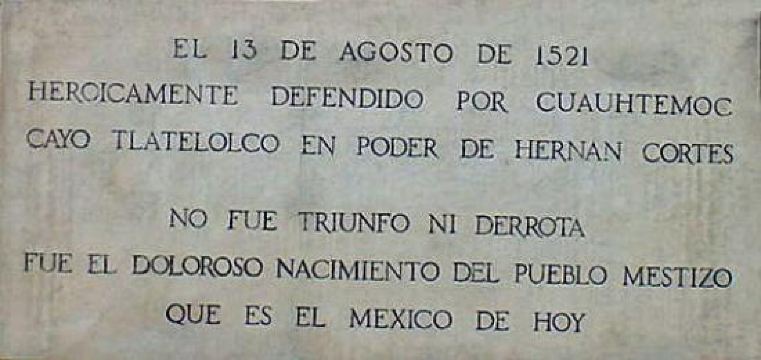 EL 13 DE AGOSTO DE 1521
HEROICAMENTE DEFENDIDO POR CUAUHTEMOC
CAYO TLATELOLCO EN PODER DE HERNAN CORTES
NO FUE TRIUNFO NI DERROTA
FUE EL DOLOROSO NACIMIENTO DEL PUEBLO MESTIZO
QUE ES EL MEXICO DE HOY